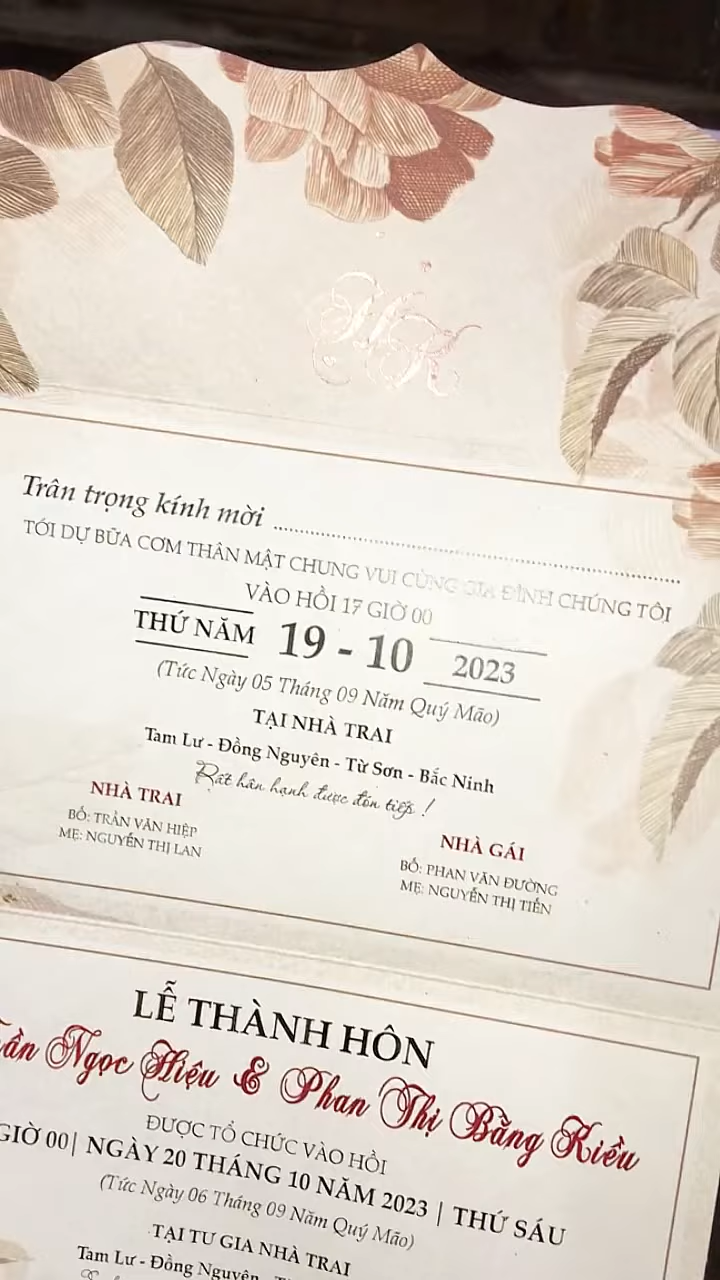 HK
Trân trọng kính mời
TỚI DỰ BỮA CƠM THÂN MẬT CHUNG VUI CÙNG GIA ĐÌNH CHÚNG TÔI
VÀO HỒI 17 GIỜ 00
THỨ NĂM 19 - 10 2023
(Tức Ngày 05 Tháng 09 Năm Quý Mão)
TẠI NHÀ TRAI
Tam Lư - Đồng Nguyên - Từ Sơn - Bắc Ninh
Rất hân hạnh được đón tiếp !
NHÀ TRAI
BỐ: TRẦN VĂN HIỆP
MẸ: NGUYỄN THỊ LAN
NHÀ GÁI
BỐ: PHAN VĂN ĐƯỜNG
MẸ: NGUYỄN THỊ TIẾN
LỄ THÀNH HÔN
Ngọc Hiệu & Phan Thị Bằng Kiều
ĐƯỢC TỔ CHỨC VÀO HỒI
GIỜ 00| NGÀY 20 THÁNG 10 NĂM 2023 | THỨ SÁU
(Tức Ngày 06 Tháng 09 Năm Quý Mão)
TẠI TƯ GIA NHÀ TRAI
Tam Lư - Đồng Nguyên -